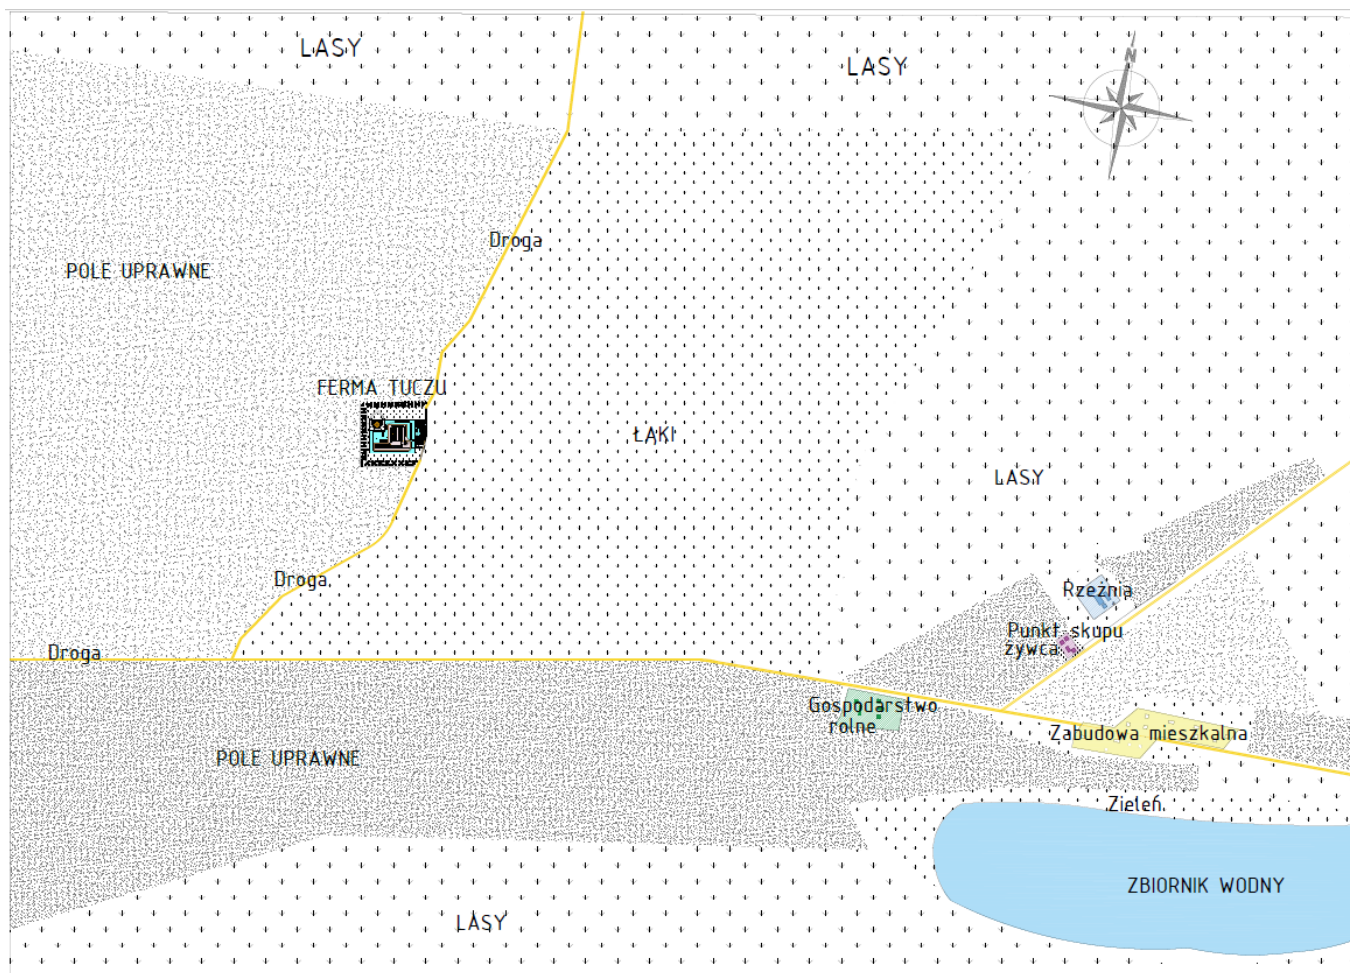 LASY
LASY
N
Droga
POLE UPRAWNE
FERMA TUCZU
ŁĄKI
LASY
Droga
Rzeźnia
Punkt skupu
żywca
Droga
Gospodarstwo
rolne
Zabudowa mieszkalna
POLE UPRAWNE
Zieleń
ZBIORNIK WODNY
LASY